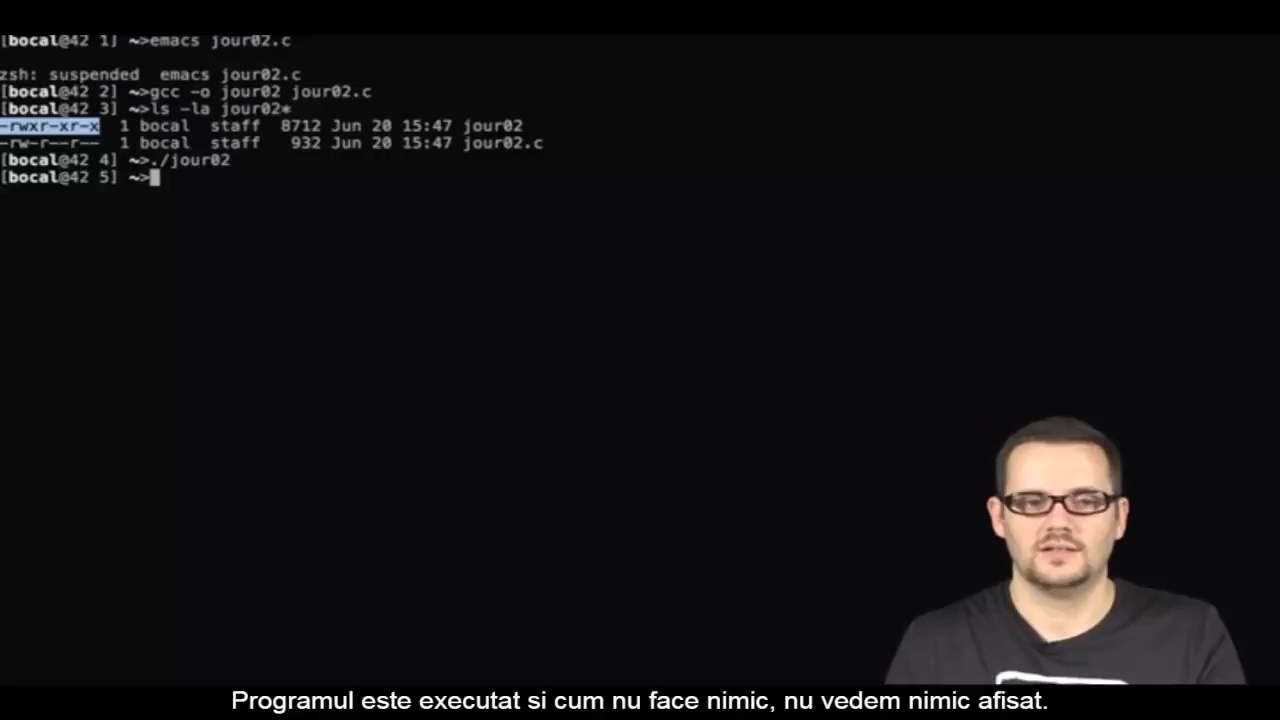 [bocal@42 1] ~>emacs jour02.c
zsh: suspended  emacs jour02.c
[bocal@42 2] ~>gcc -o jour02 jour02.c
[bocal@42 3] ~>ls -la jour02*
-rwxr-xr-x  1 bocal  staff  8712 Jun 20 15:47 jour02
-rw-r--r--  1 bocal  staff   932 Jun 20 15:47 jour02.c
[bocal@42 4] ~>./jour02
[bocal@42 5] ~>
Programul este executat si cum nu face nimic, nu vedem nimic afisat.